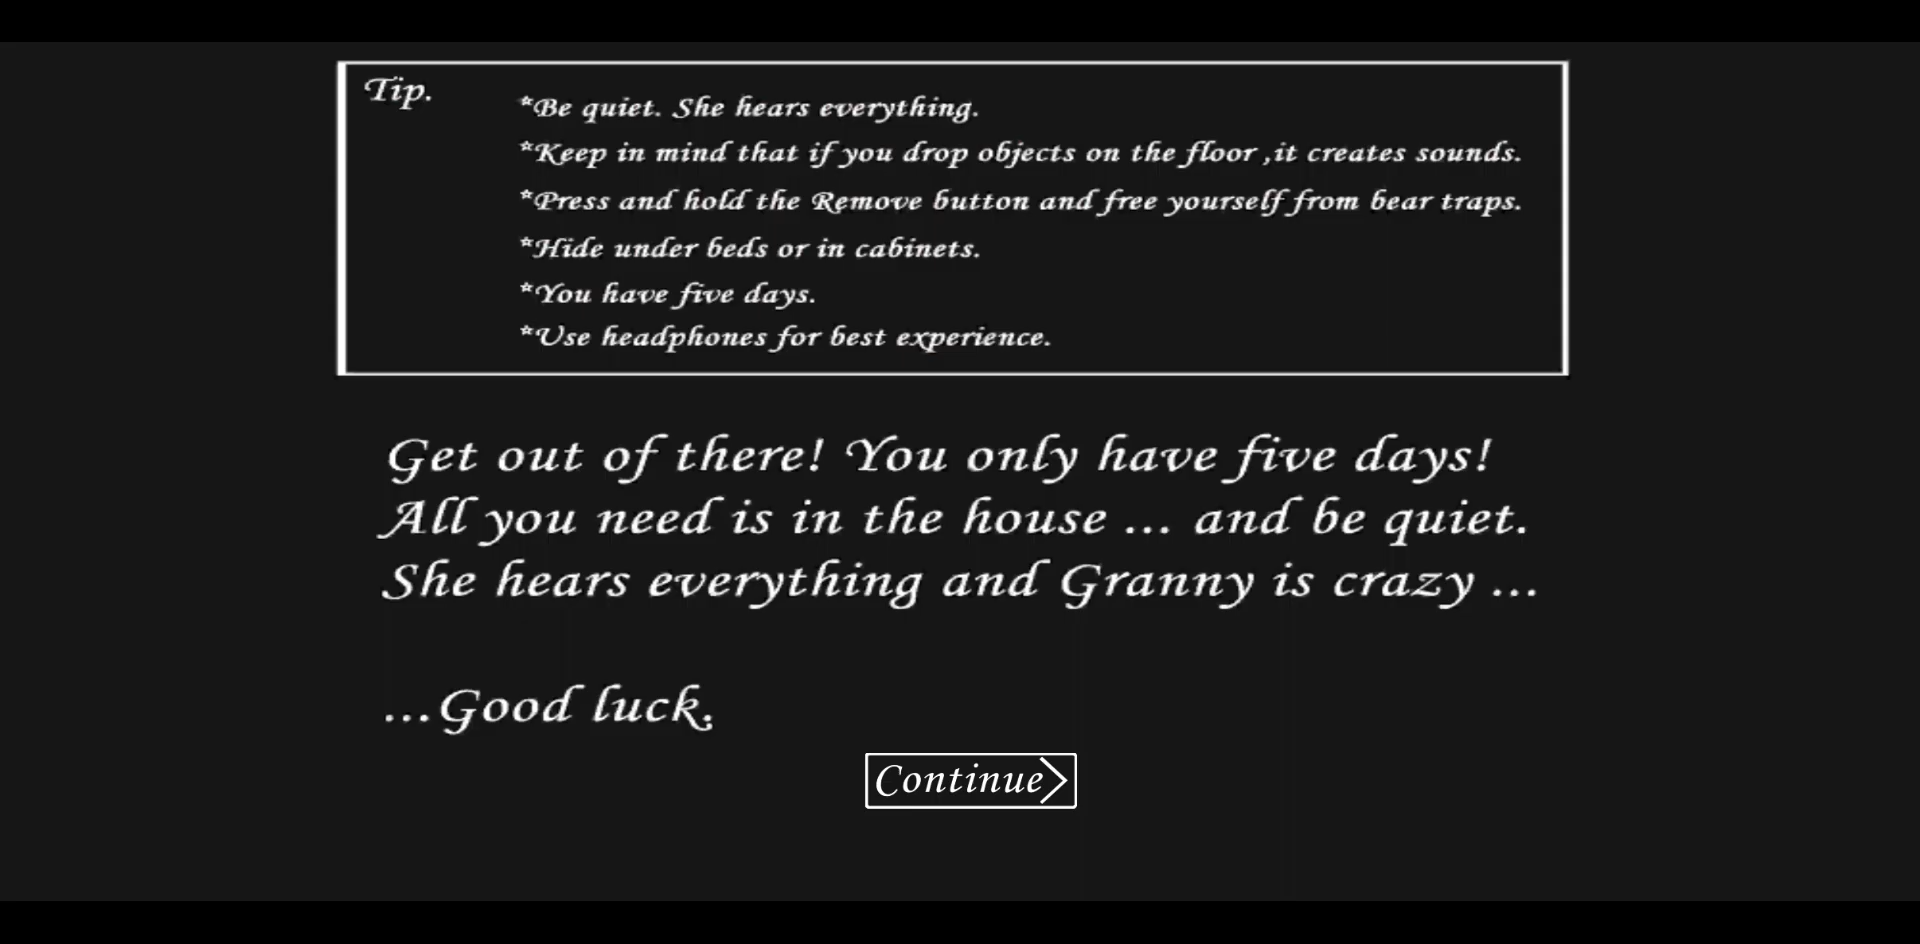 Tip.
*Be quiet. She hears everything.
*Keep in mind that if you drop objects on the floor ,it creates sounds.
*Press and hold the Remove button and free yourself from bear traps.
*Hide under beds or in cabinets.
*You have five days.
*Use headphones for best experience.
Get out of there! You only have five days!
All you need is in the house ... and be quiet.
She hears everything and Granny is crazy ...
...Good luck.
Continue